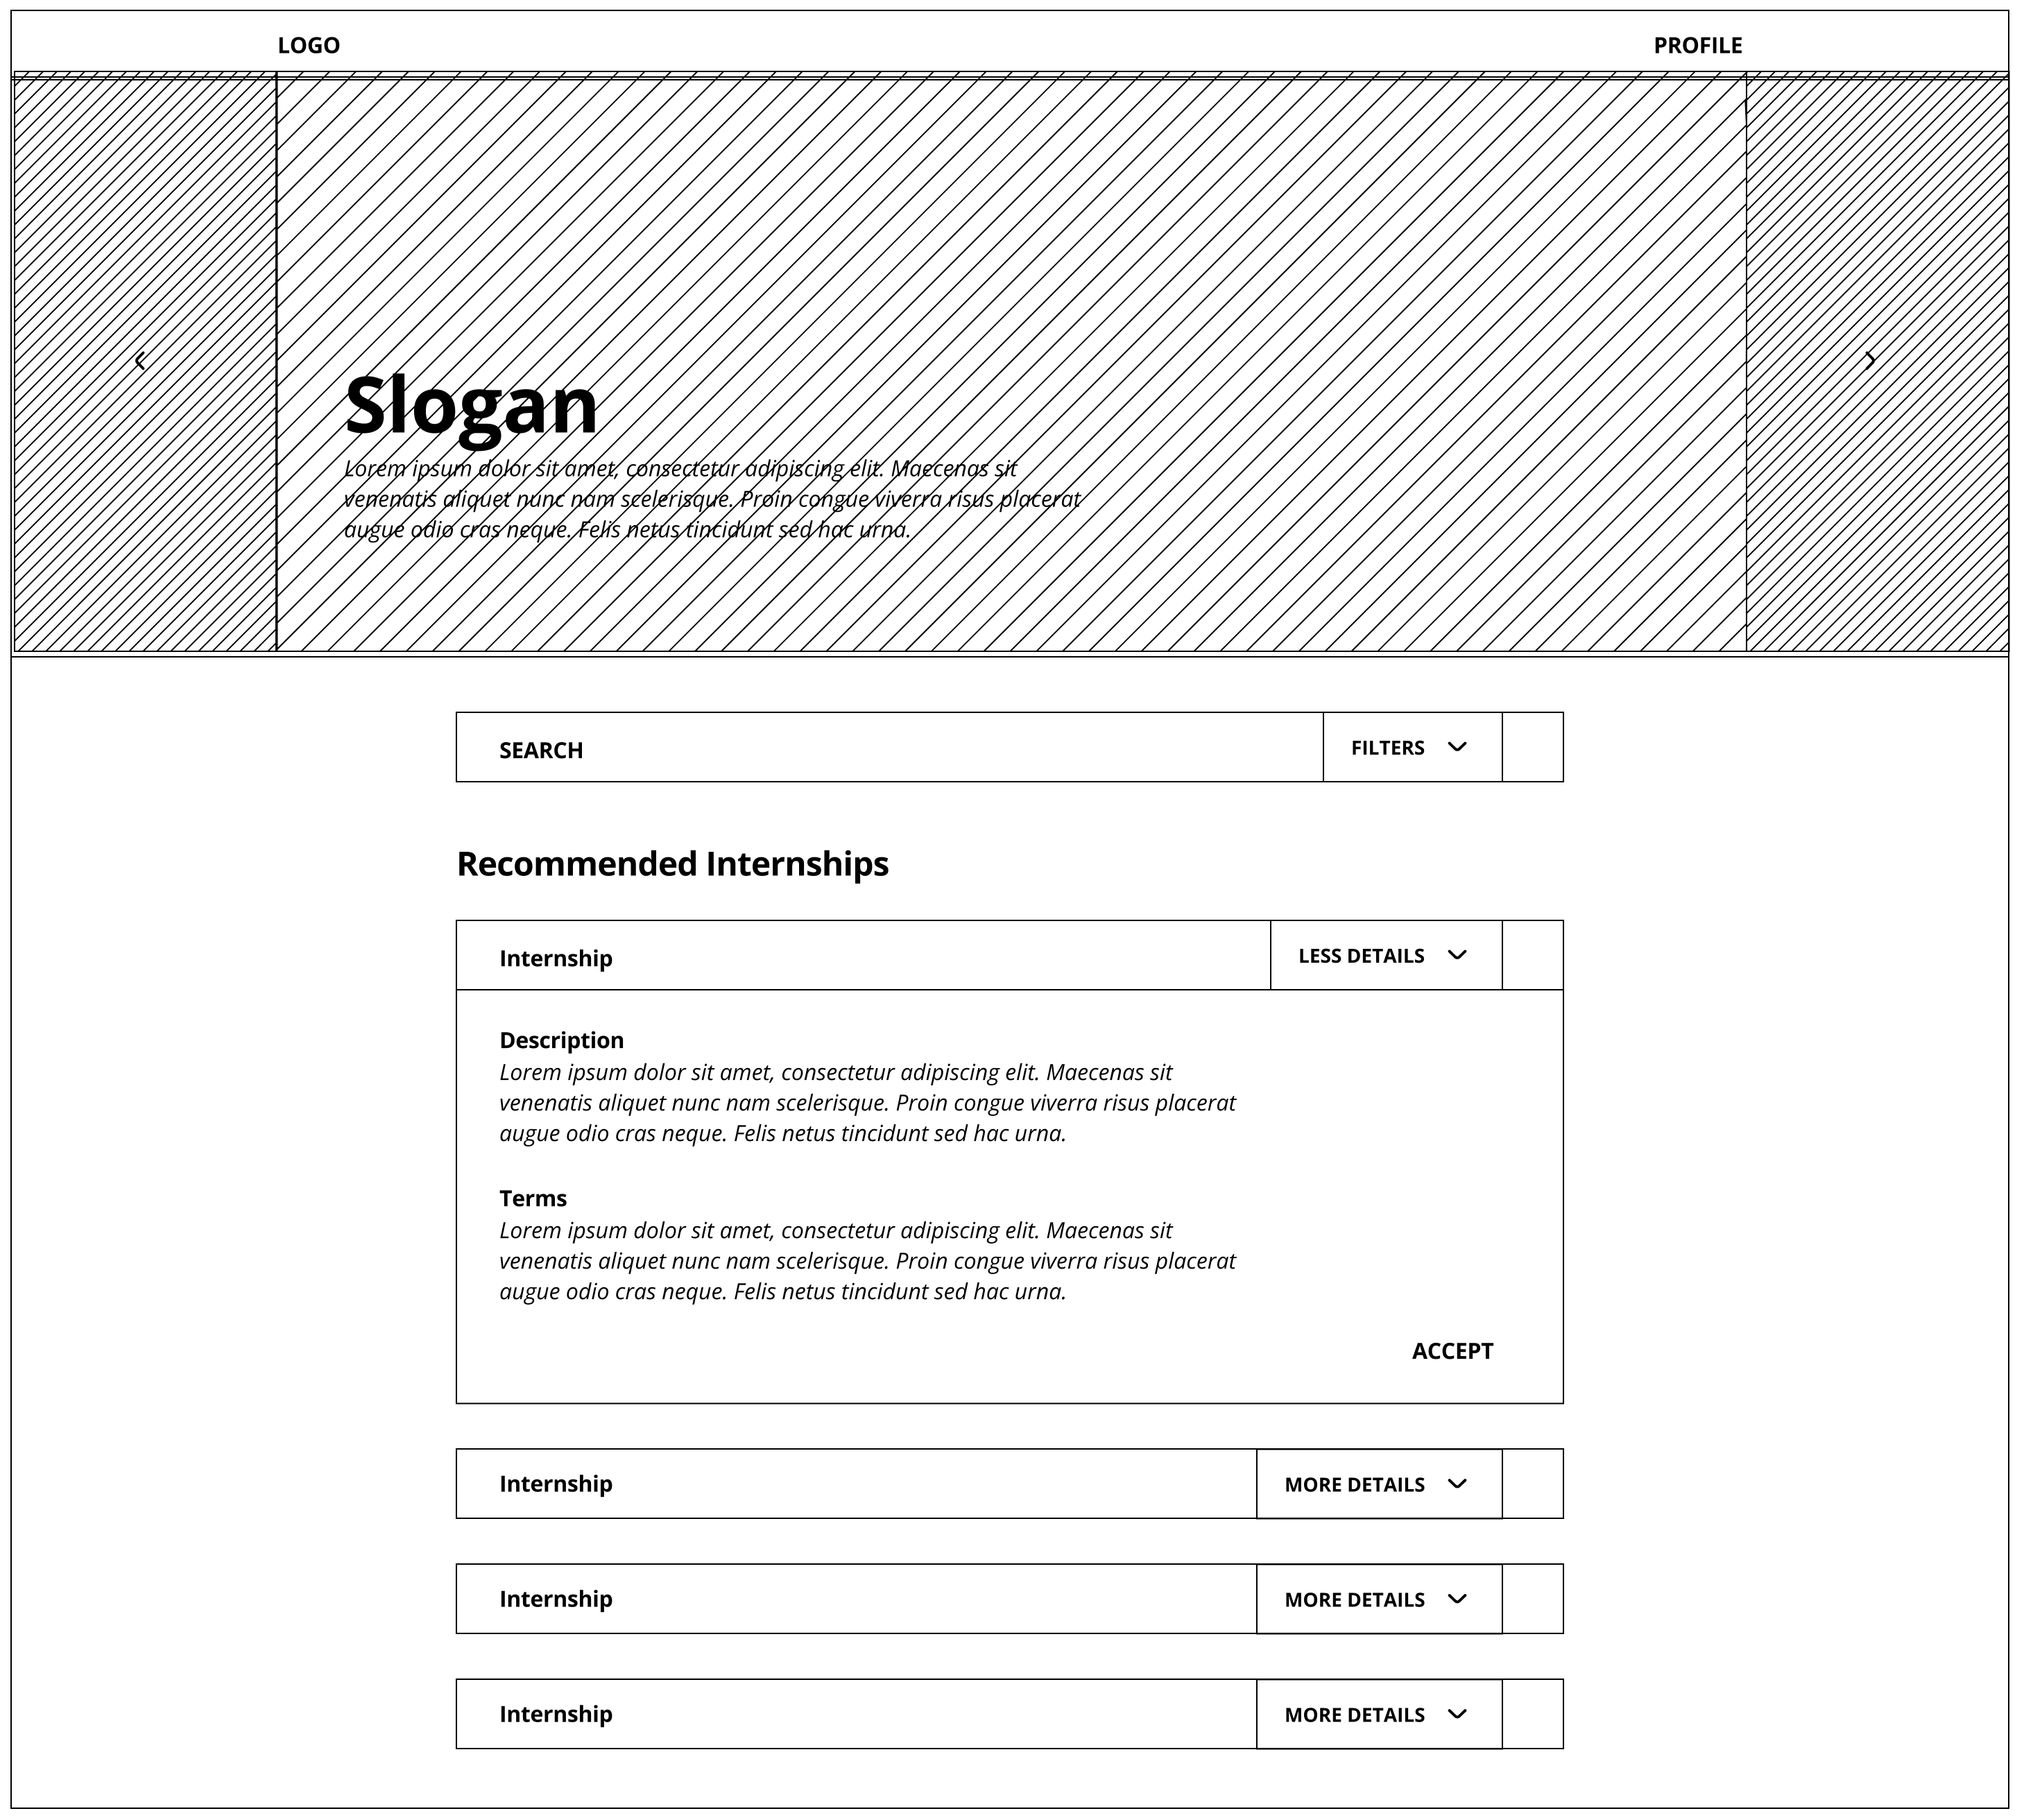 LOGO
PROFILE
Slogan
Lorem ipsum dolor sit amet, consectetur adipiscing elit. Maecenas sit
venenatis aliquet nunc nam scelerisque. Proin congue viverra risus placerat
augue odio cras neque. Felis netus tincidunt sed hac urna.
SEARCH
FILTERS
Recommended Internships
Internship
LESS DETAILS
Description
Lorem ipsum dolor sit amet, consectetur adipiscing elit. Maecenas sit
venenatis aliquet nunc nam scelerisque. Proin congue viverra risus placerat
augue odio cras neque. Felis netus tincidunt sed hac urna.
Terms
Lorem ipsum dolor sit amet, consectetur adipiscing elit. Maecenas sit
venenatis aliquet nunc nam scelerisque. Proin congue viverra risus placerat
augue odio cras neque. Felis netus tincidunt sed hac urna.
ACCEPT
Internship
MORE DETAILS
Internship
MORE DETAILS
Internship
MORE DETAILS